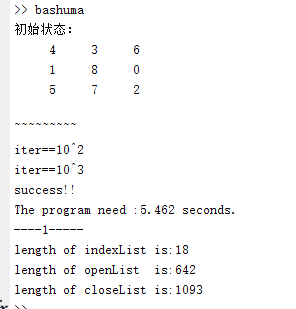 >> bashuma
初始状态：
4 3 6
1 8 0
5 7 2
~~~~~~~~~
iter==10^2
iter==10^3
success!!
The program need :5.462 seconds.
----1-----
length of indexList is:18
length of openList  is:642
length of closeList is:1093
>>